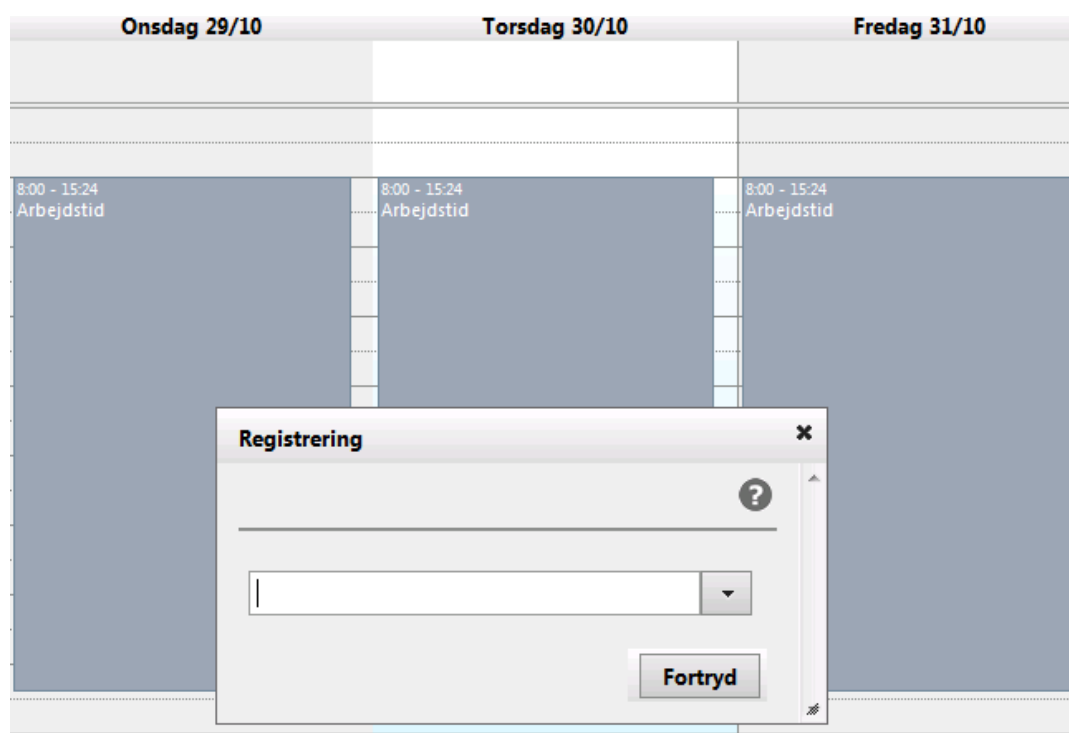 Onsdag 29/10 Torsdag 30/10 Fredag 31/10
8:00 - 15:24 8:00 - 15:24 8:00 - 15:24
Arbejdstid Arbejdstid Arbejdstid
Registrering
?
Fortryd